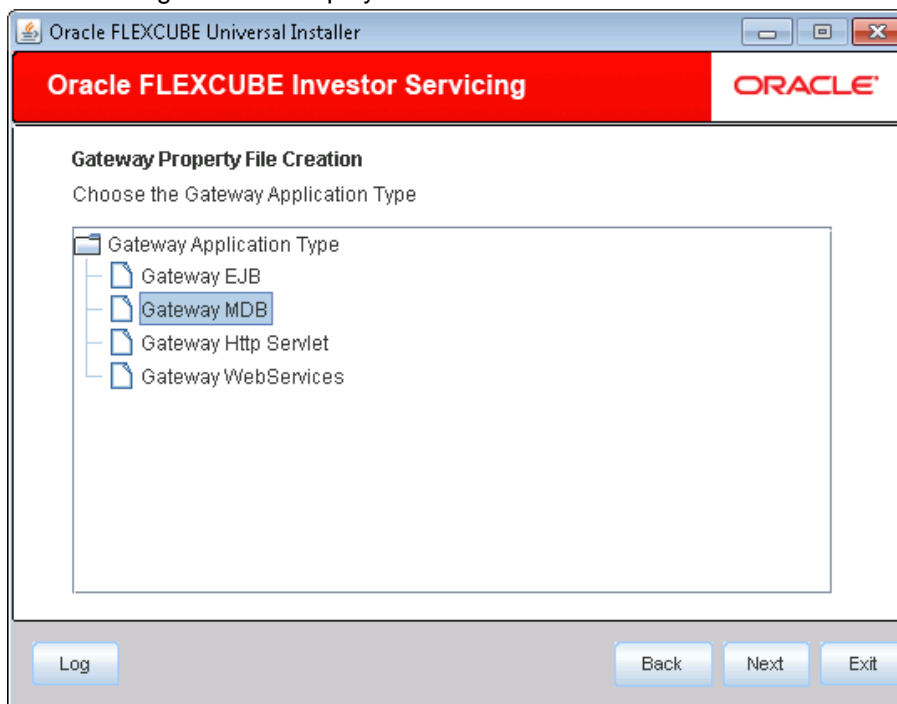 Oracle FLEXCUBE Universal Installer
Oracle FLEXCUBE Investor Servicing
ORACLE
Gateway Property File Creation
Choose the Gateway Application Type
Gateway Application Type
Gateway EJB
Gateway MDB
Gateway Http Servlet
Gateway WebServices
Log Back Next Exit